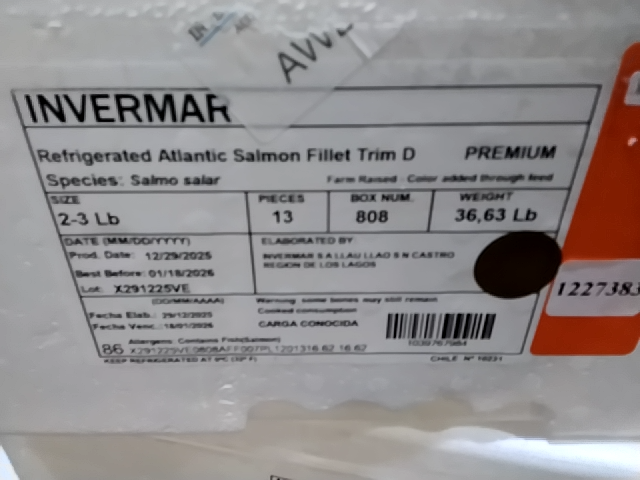 INVERMAR
Refrigerated Atlantic Salmon Fillet Trim D PREMIUM
Species: Salmo salar Farm Raised - Color added through feed
SIZE PIECES BOX NUM. WEIGHT
2-3 Lb 13 808 36,63 Lb
DATE (MM/DD/YYYY) ELABORATED BY:
Prod. Date: 12/29/2025 INVERMAR S A LLAU LLAO S N CASTRO
Best Before: 01/18/2026 REGION DE LOS LAGOS
Lot: X291225VE
(DD/MM/AAAA) Warning: some bones may still remain.
Fecha Elab.: 29/12/2025 Cooked consumption
Fecha Venc.: 18/01/2026 CARGA CONOCIDA
Allergens: Contains Fish(Salmon)
86
KEEP REFRIGERATED AT 0ºC (32º F) CHILE Nº 10231
1227383